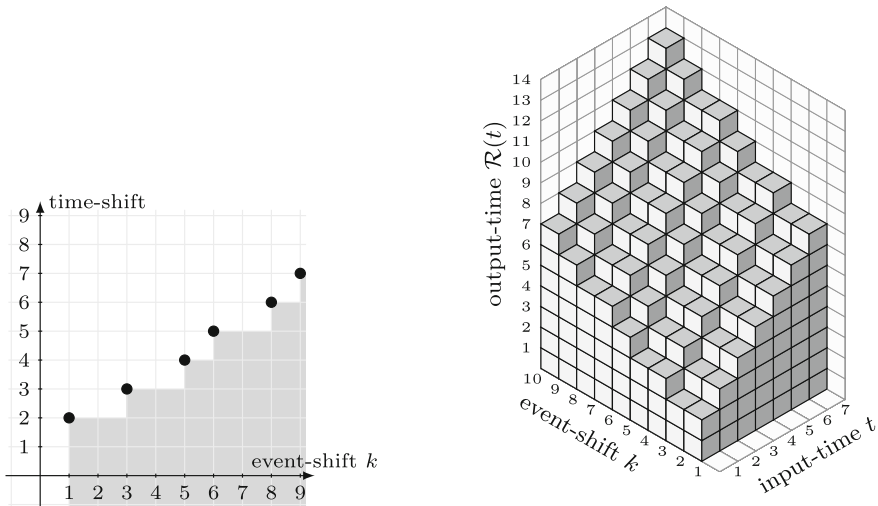 time-shift
9
8
7
6
5
4
3
2
1
event-shift k
1 2 3 4 5 6 7 8 9
output-time R(t)
14
13
12
11
10
9
8
7
6
5
4
3
2
1
10 9 8 7 6 5 4 3 2 1
event-shift k
1 2 3 4 5 6 7
input-time t